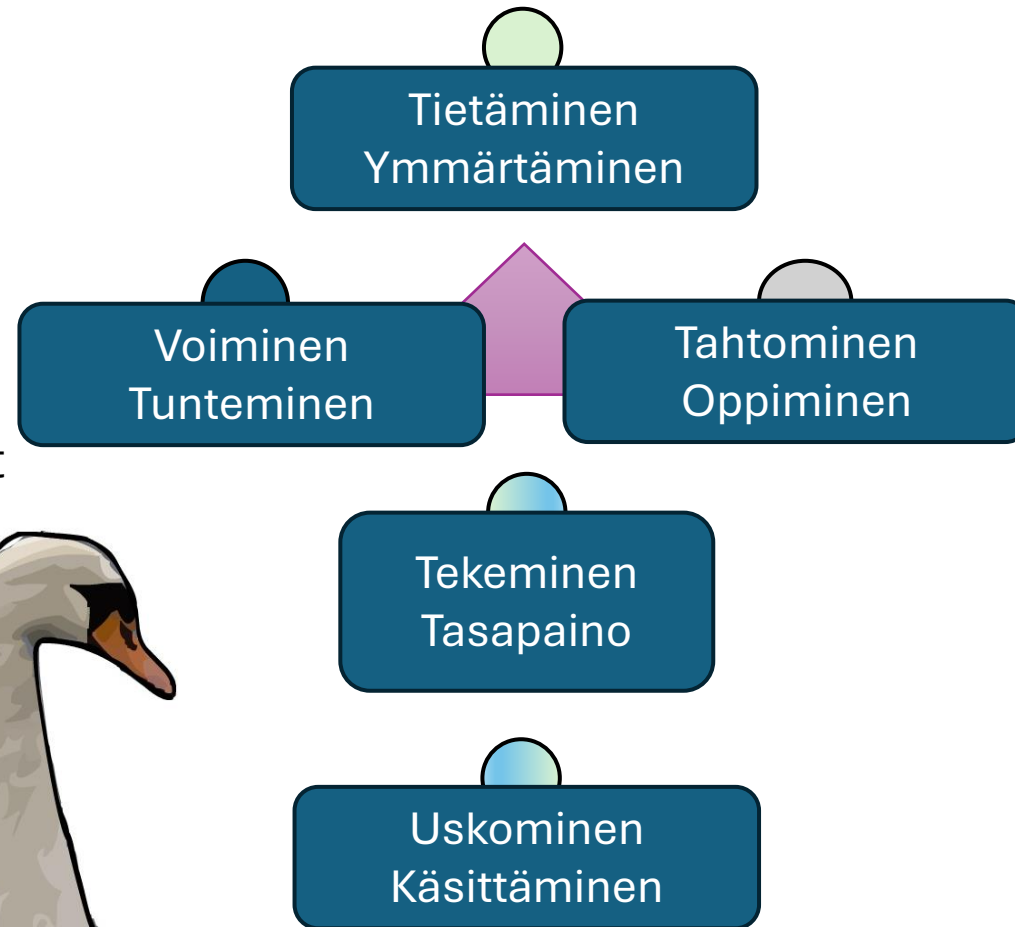 Tietäminen
Ymmärtäminen
Voiminen
Tunteminen
Tahtominen
Oppiminen
Tekeminen
Tasapaino
Uskominen
Käsittäminen